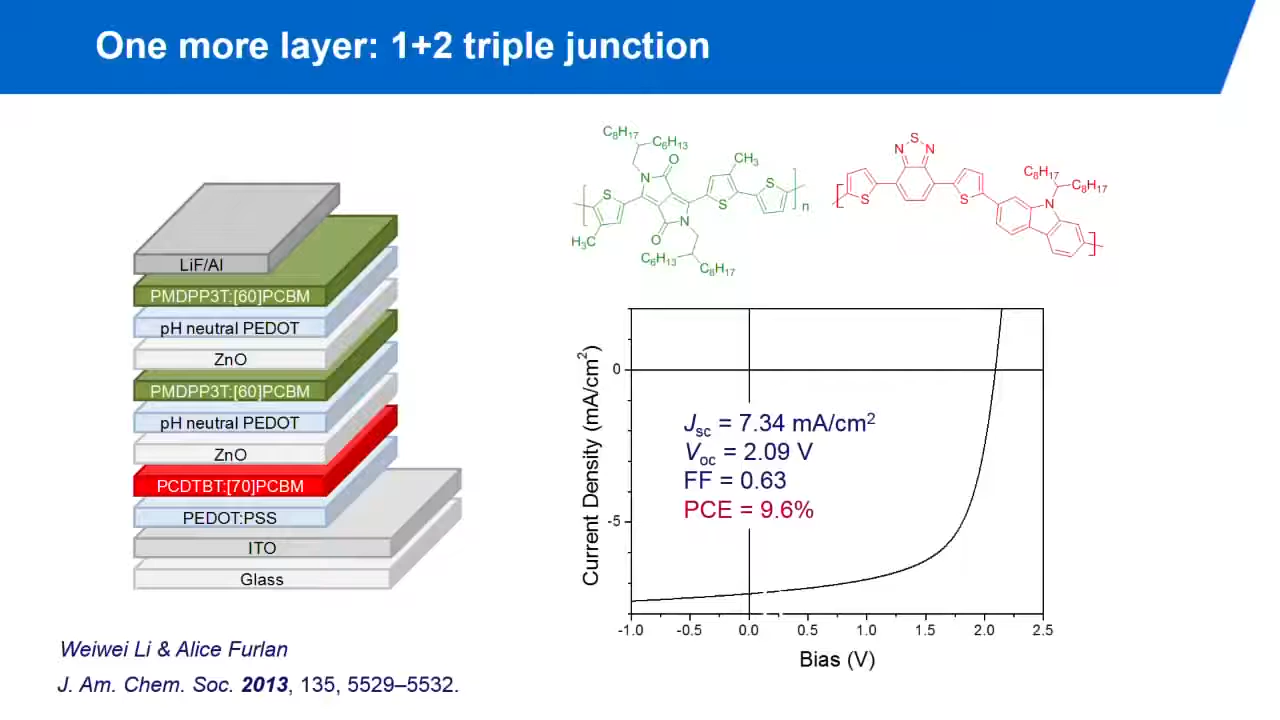 One more layer: 1+2 triple junction
LiF/Al
PMDPP3T:[60]PCBM
pH neutral PEDOT
ZnO
PMDPP3T:[60]PCBM
pH neutral PEDOT
ZnO
PCDTBT:[70]PCBM
PEDOT:PSS
ITO
Glass
Weiwei Li & Alice Furlan
J. Am. Chem. Soc. 2013, 135, 5529–5532.
C₈H₁₇
C₆H₁₃
O
CH₃
N
S
S
S
n
H₃C
O
N
C₆H₁₃
C₈H₁₇
S
N
N
S
S
C₈H₁₇
C₈H₁₇
N
Current Density (mA/cm²)
0
-5
Jsc = 7.34 mA/cm²
Voc = 2.09 V
FF = 0.63
PCE = 9.6%
-1.0 -0.5 0.0 0.5 1.0 1.5 2.0 2.5
Bias (V)